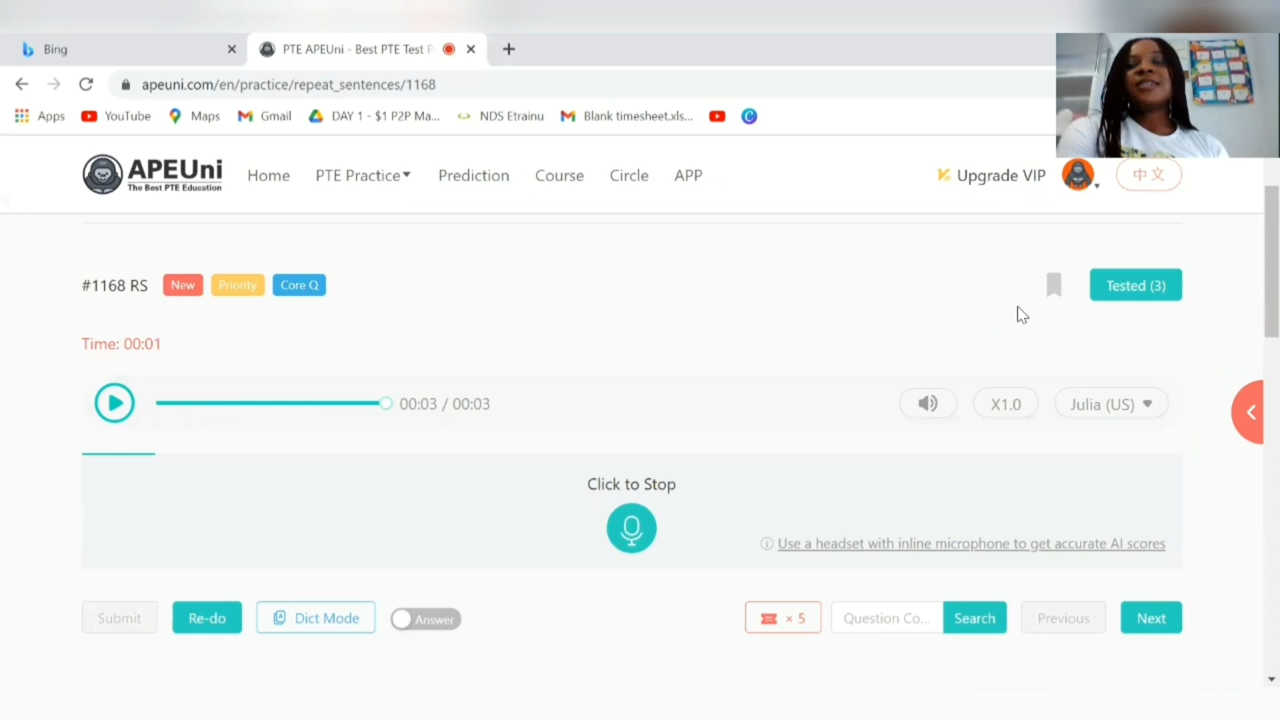 Bing
PTE APEUni - Best PTE Test P
apeuni.com/en/practice/repeat_sentences/1168
Apps YouTube Maps Gmail DAY 1 - $1 P2P Ma... NDS Etrainu Blank timesheet.xls... C
APEUni
The Best PTE Education
Home PTE Practice Prediction Course Circle APP Upgrade VIP 中文
#1168 RS New Priority Core Q Tested (3)
Time: 00:01
00:03 / 00:03 X1.0 Julia (US)
Click to Stop
Use a headset with inline microphone to get accurate AI scores
Submit Re-do Dict Mode Answer × 5 Question Co... Search Previous Next